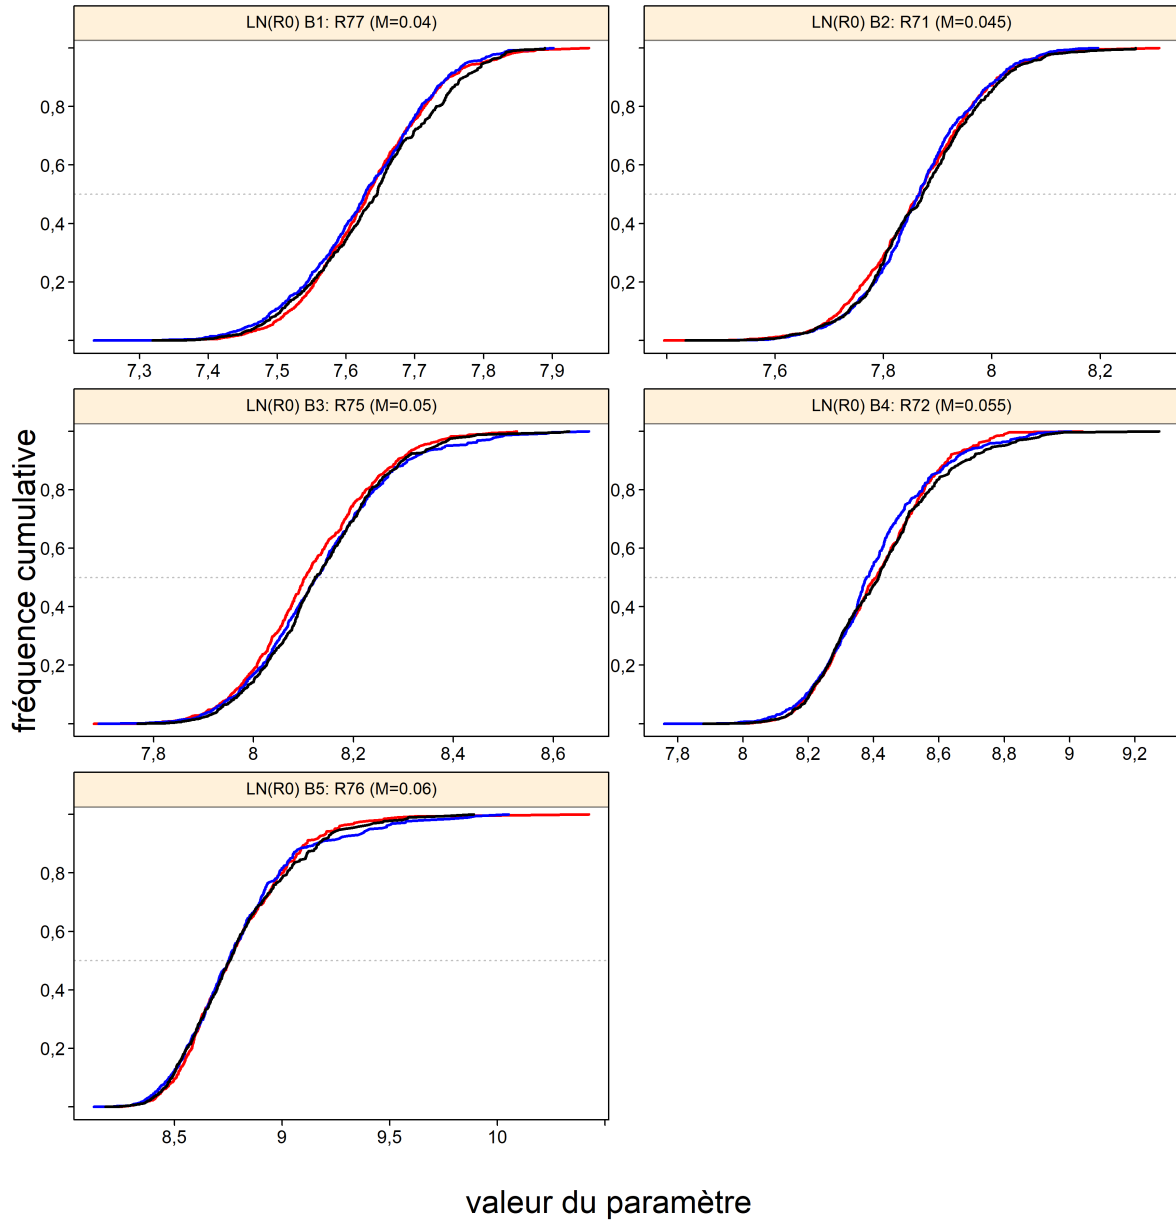 LN(R0) B1: R77 (M=0.04)
LN(R0) B2: R71 (M=0.045)
0,8
0,6
0,4
0,2
7,3 7,4 7,5 7,6 7,7 7,8 7,9
0,8
0,6
0,4
0,2
7,6 7,8 8 8,2
LN(R0) B3: R75 (M=0.05)
LN(R0) B4: R72 (M=0.055)
0,8
0,6
0,4
0,2
7,8 8 8,2 8,4 8,6
0,8
0,6
0,4
0,2
7,8 8 8,2 8,4 8,6 8,8 9 9,2
LN(R0) B5: R76 (M=0.06)
0,8
0,6
0,4
0,2
8,5 9 9,5 10
fréquence cumulative
valeur du paramètre